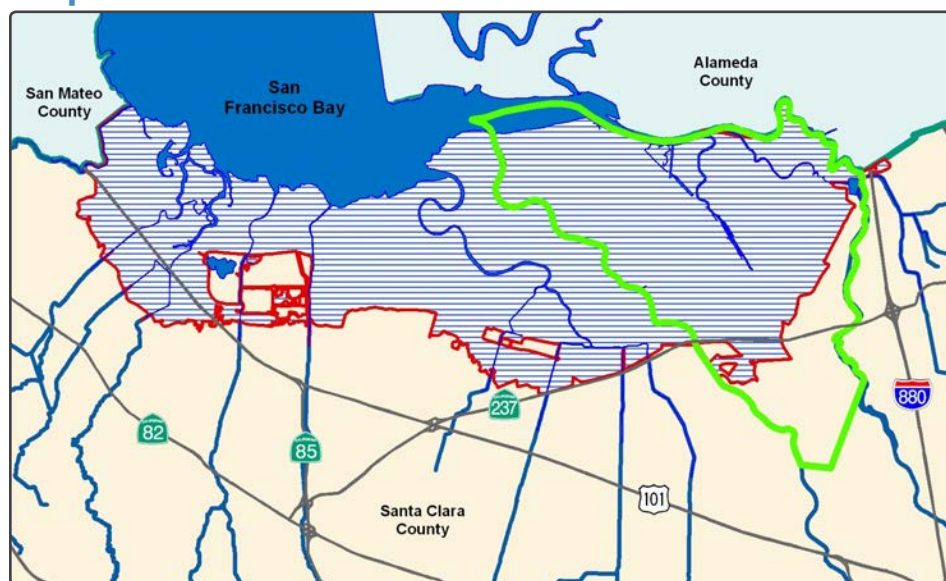 San Mateo
County
San
Francisco Bay
Alameda
County
237
880
82
85
101
Santa Clara
County